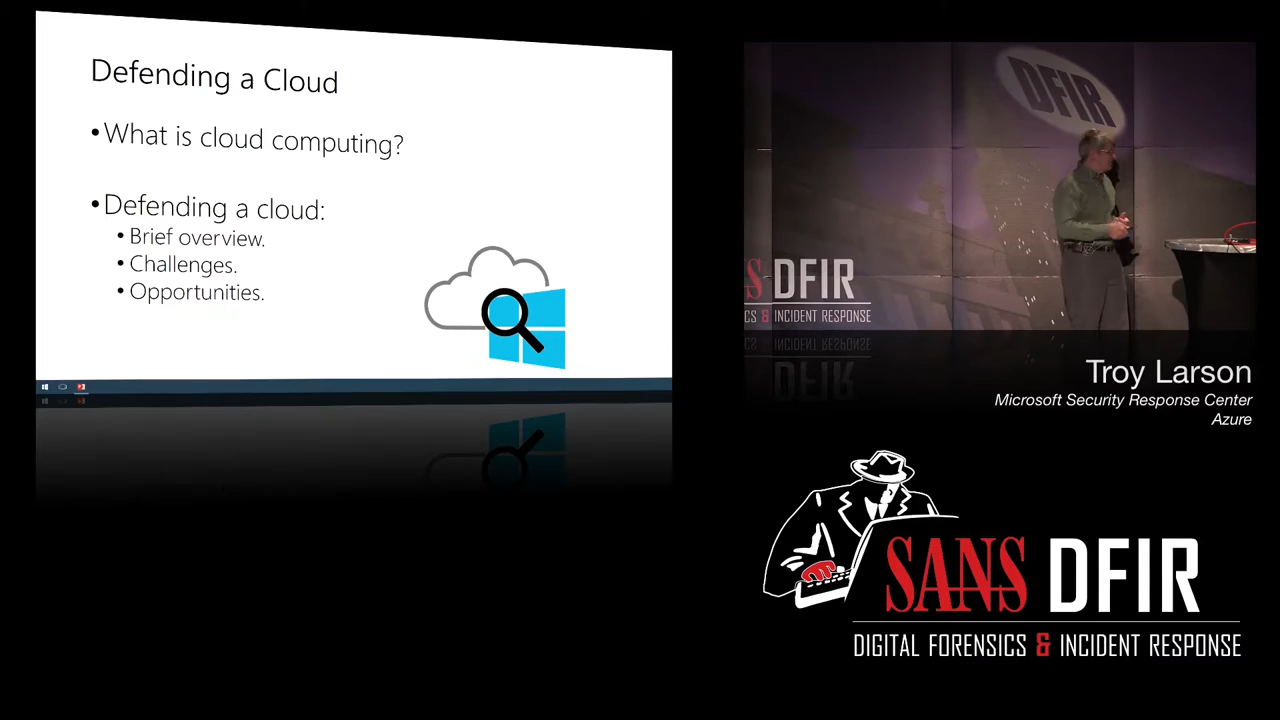 Defending a Cloud
•What is cloud computing?
•Defending a cloud:
•Brief overview.
•Challenges.
•Opportunities.
DFIR
S DFIR
CS & INCIDENT RESPONSE
Troy Larson
Microsoft Security Response Center
Azure
SANS DFIR
DIGITAL FORENSICS & INCIDENT RESPONSE